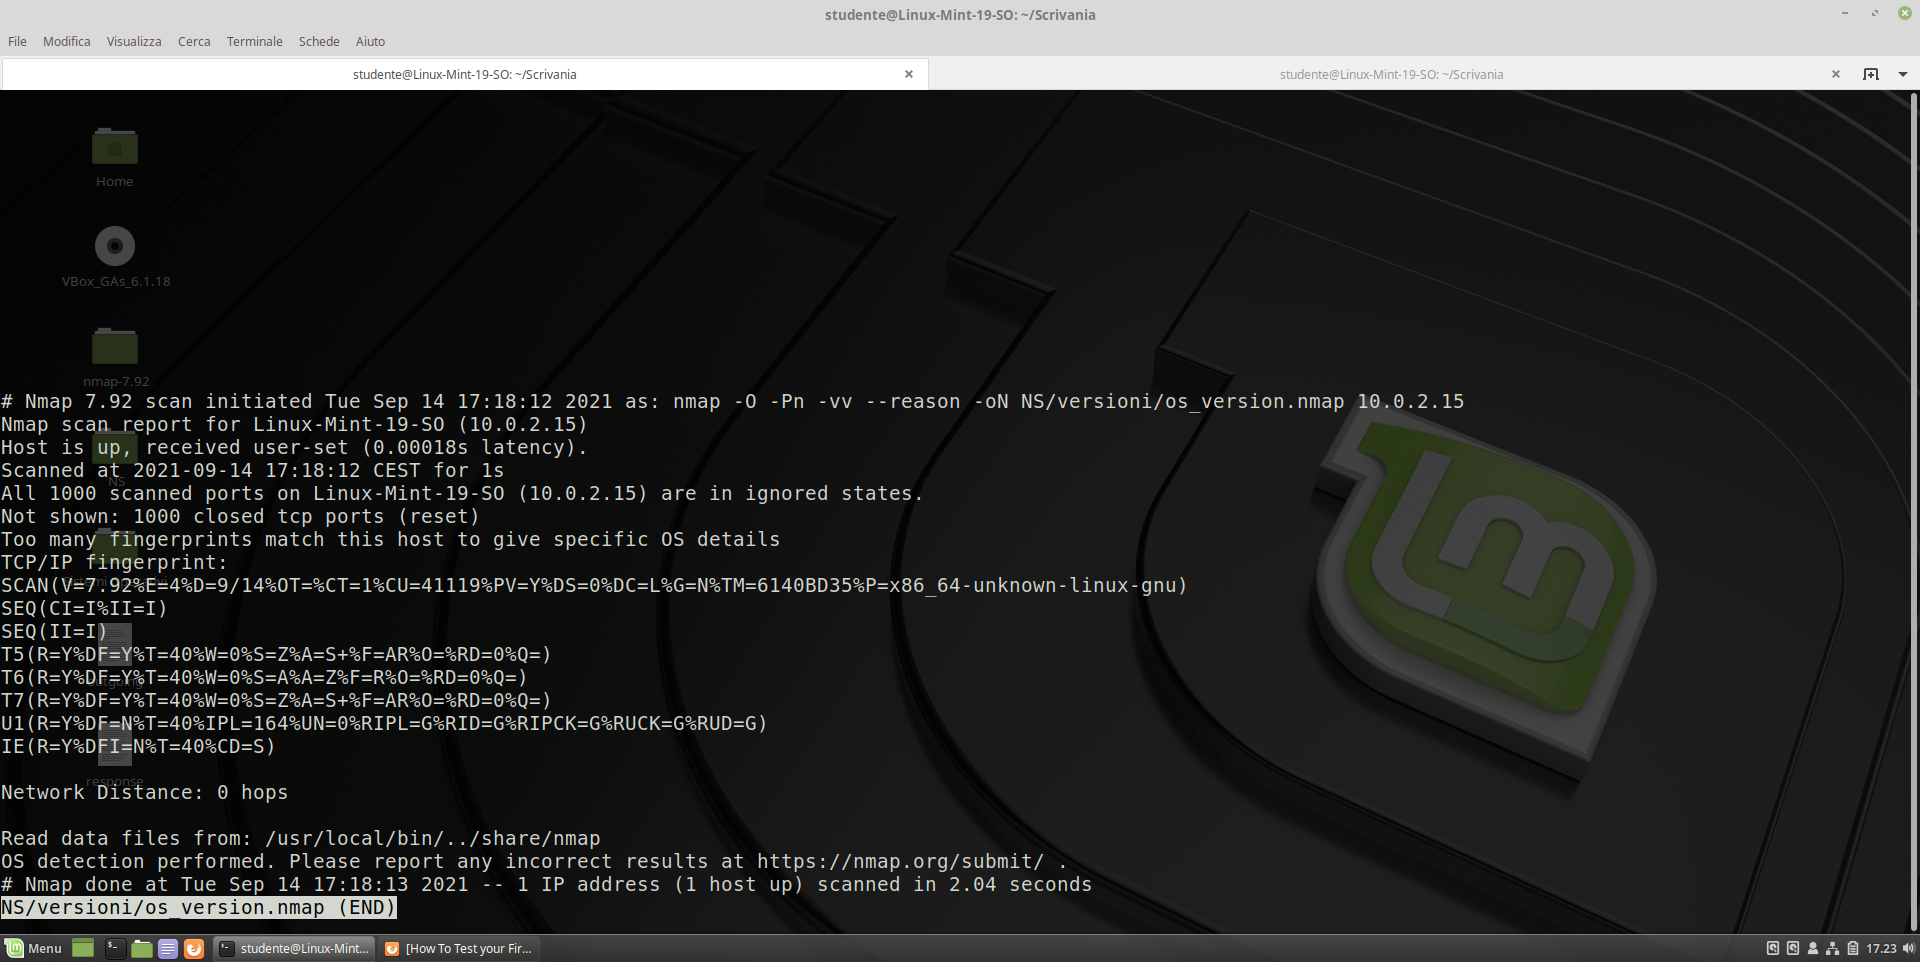 studente@Linux-Mint-19-SO: ~/Scrivania
File Modifica Visualizza Cerca Terminale Schede Aiuto
studente@Linux-Mint-19-SO: ~/Scrivania
studente@Linux-Mint-19-SO: ~/Scrivania
Home
VBox_GAs_6.1.18
nmap-7.92
# Nmap 7.92 scan initiated Tue Sep 14 17:18:12 2021 as: nmap -O -Pn -vv --reason -oN NS/versioni/os_version.nmap 10.0.2.15
Nmap scan report for Linux-Mint-19-SO (10.0.2.15)
Host is up, received user-set (0.00018s latency).
Scanned at 2021-09-14 17:18:12 CEST for 1s
NS
All 1000 scanned ports on Linux-Mint-19-SO (10.0.2.15) are in ignored states.
Not shown: 1000 closed tcp ports (reset)
Too many fingerprints match this host to give specific OS details
TCP/IP fingerprint:
SCAN(V=7.92%E=4%D=9/14%OT=%CT=1%CU=41119%PV=Y%DS=0%DC=L%G=N%TM=6140BD35%P=x86_64-unknown-linux-gnu)
SEQ(CI=I%II=I)
SEQ(II=I)
T5(R=Y%DF=Y%T=40%W=0%S=Z%A=S+%F=AR%O=%RD=0%Q=)
T6(R=Y%DF=Y%T=40%W=0%S=A%A=Z%F=R%O=%RD=0%Q=)
T7(R=Y%DF=Y%T=40%W=0%S=Z%A=S+%F=AR%O=%RD=0%Q=)
U1(R=Y%DF=N%T=40%IPL=164%UN=0%RIPL=G%RID=G%RIPCK=G%RUCK=G%RUD=G)
IE(R=Y%DFI=N%T=40%CD=S)
response
Network Distance: 0 hops
Read data files from: /usr/local/bin/../share/nmap
OS detection performed. Please report any incorrect results at https://nmap.org/submit/ .
# Nmap done at Tue Sep 14 17:18:13 2021 -- 1 IP address (1 host up) scanned in 2.04 seconds
NS/versioni/os_version.nmap (END)
Menu studente@Linux-Mint... [How To Test your Fir... 17.23